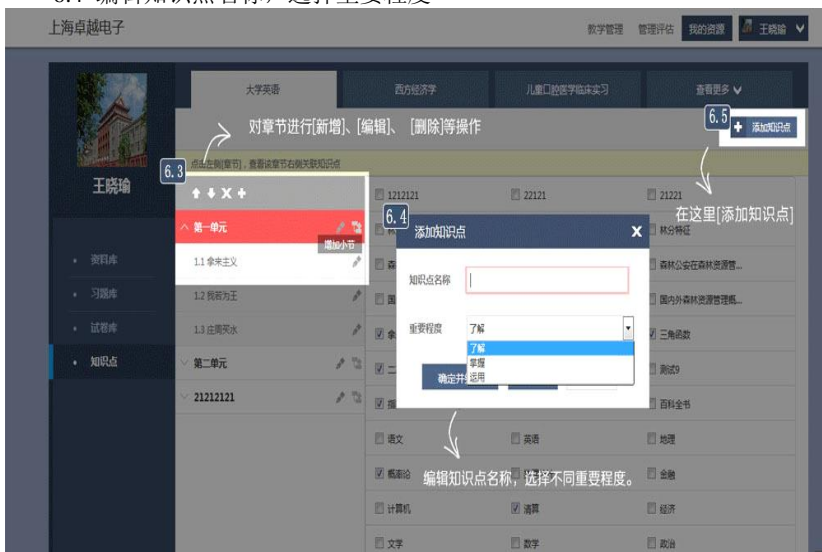 上海卓越电子
教学管理 管理评估 我的资源 王晓瑜
大学英语 西方经济学 儿童口腔医学临床实习 查看更多
对章节进行[新增]、[编辑]、 [删除]等操作
6.5
添加知识点
6.3
点击左侧[章节]，查看该章节右侧关联知识点
王晓瑜
1212121 22121 21221
在这里[添加知识点]
6.4
添加知识点
第一单元
林分特征
增加小节
1.1 拿来主义
知识点名称
森林公安在森林资源管...
资料库
习题库
试卷库
知识点
国内外森林资源管理概...
重要程度 了解
1.3 庄周买水
三角函数
了解
掌握
运用
第二单元
测试9
21212121
百科全书
语文 英语 地理
概率论 金融
编辑知识点名称，选择不同重要程度。
计算机 清算 经济
文学 数学 政治